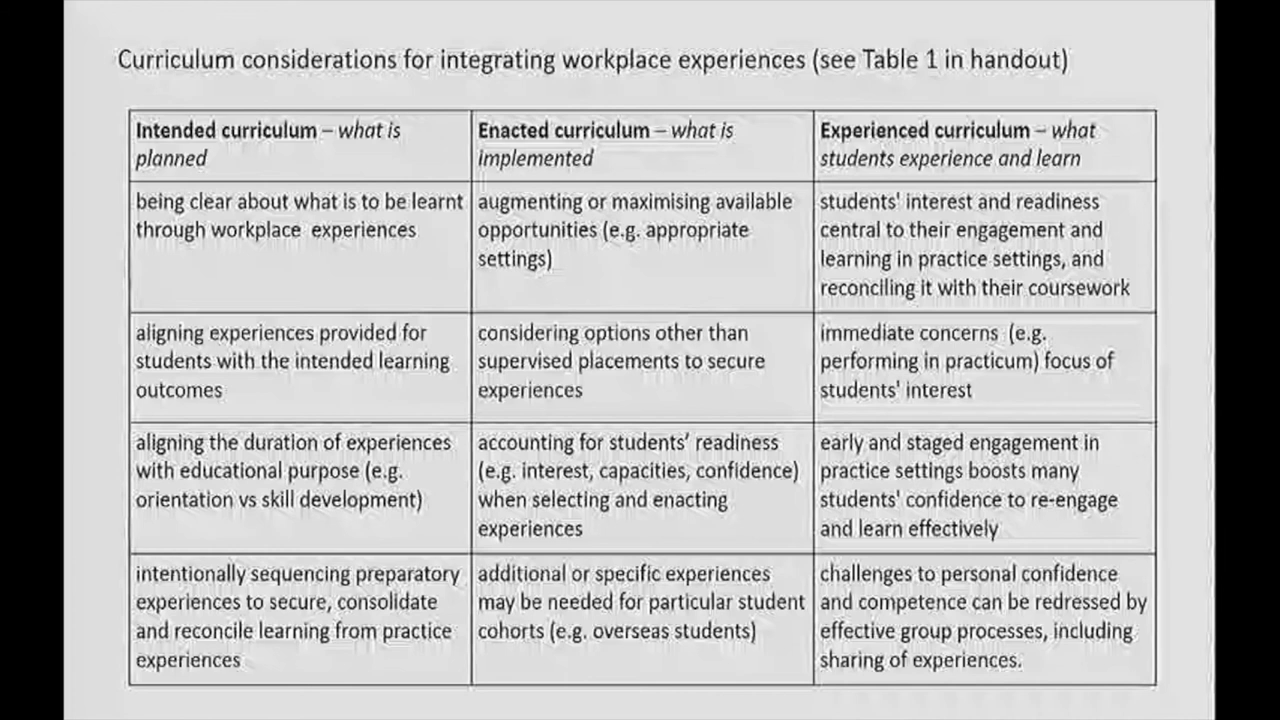 Curriculum considerations for integrating workplace experiences (see Table 1 in handout)
Intended curriculum – what is
planned
Enacted curriculum – what is
implemented
Experienced curriculum – what
students experience and learn
being clear about what is to be learnt
through workplace experiences
augmenting or maximising available
opportunities (e.g. appropriate
settings)
students' interest and readiness
central to their engagement and
learning in practice settings, and
reconciling it with their coursework
aligning experiences provided for
students with the intended learning
outcomes
considering options other than
supervised placements to secure
experiences
immediate concerns (e.g.
performing in practicum) focus of
students' interest
aligning the duration of experiences
with educational purpose (e.g.
orientation vs skill development)
accounting for students' readiness
(e.g. interest, capacities, confidence)
when selecting and enacting
experiences
early and staged engagement in
practice settings boosts many
students' confidence to re-engage
and learn effectively
intentionally sequencing preparatory
experiences to secure, consolidate
and reconcile learning from practice
experiences
additional or specific experiences
may be needed for particular student
cohorts (e.g. overseas students)
challenges to personal confidence
and competence can be redressed by
effective group processes, including
sharing of experiences.